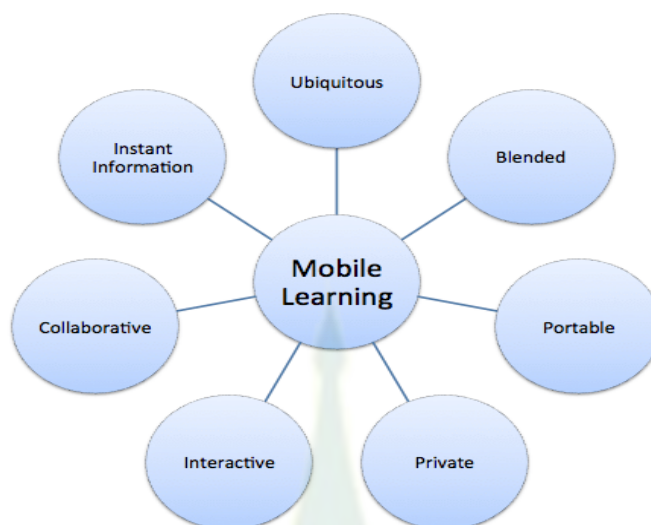 Ubiquitous
Instant
Information
Blended
Mobile
Learning
Collaborative
Portable
Interactive
Private